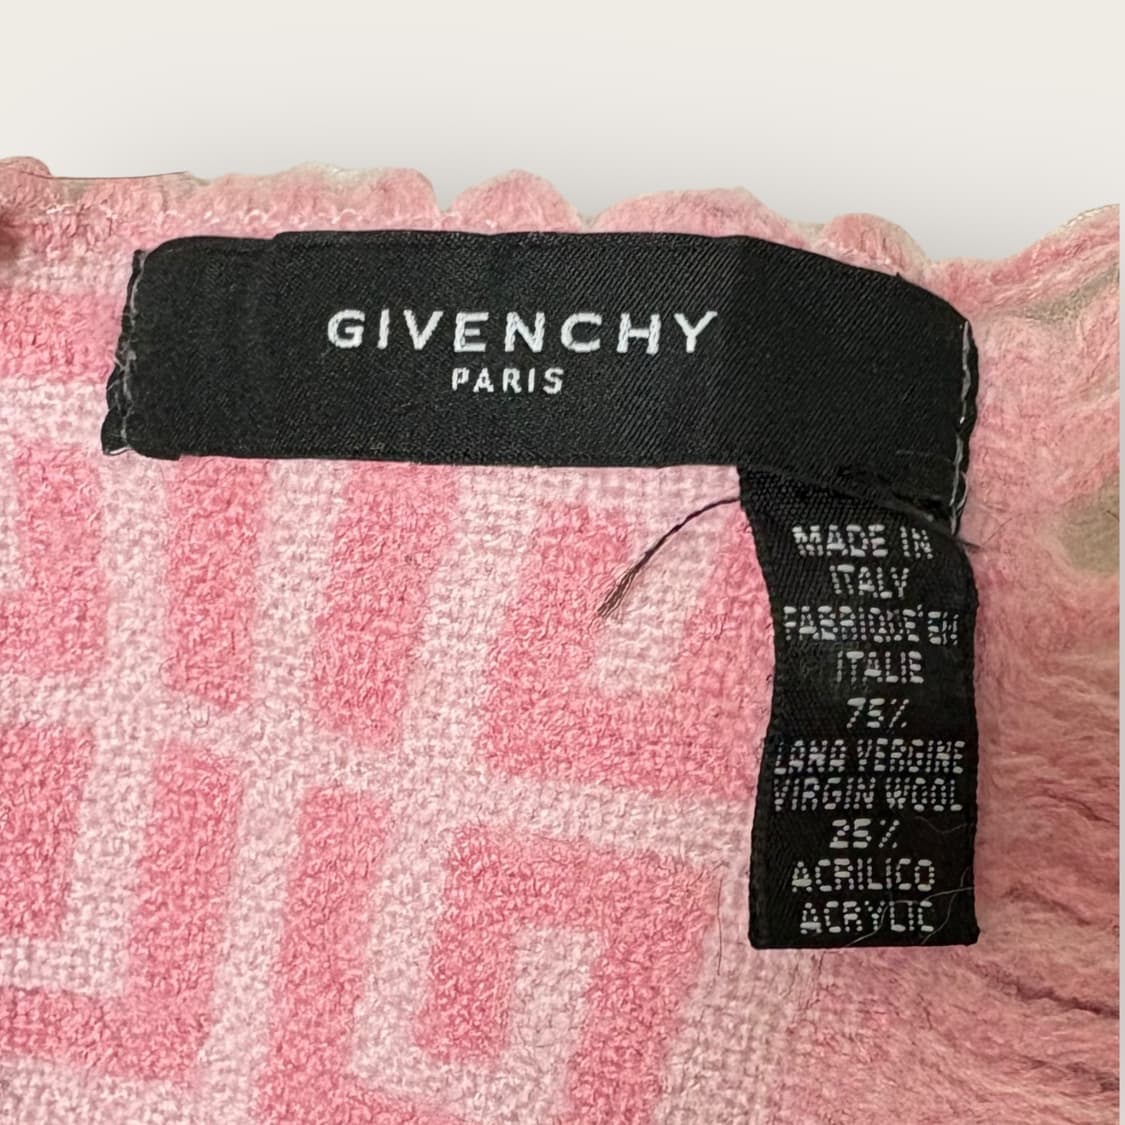 GIVENCHY
PARIS
MADE IN
ITALY
FABRIQUÉ EN
ITALIE
75%
LANA VERGINE
VIRGIN WOOL
25%
ACRILICO
ACRYLIC